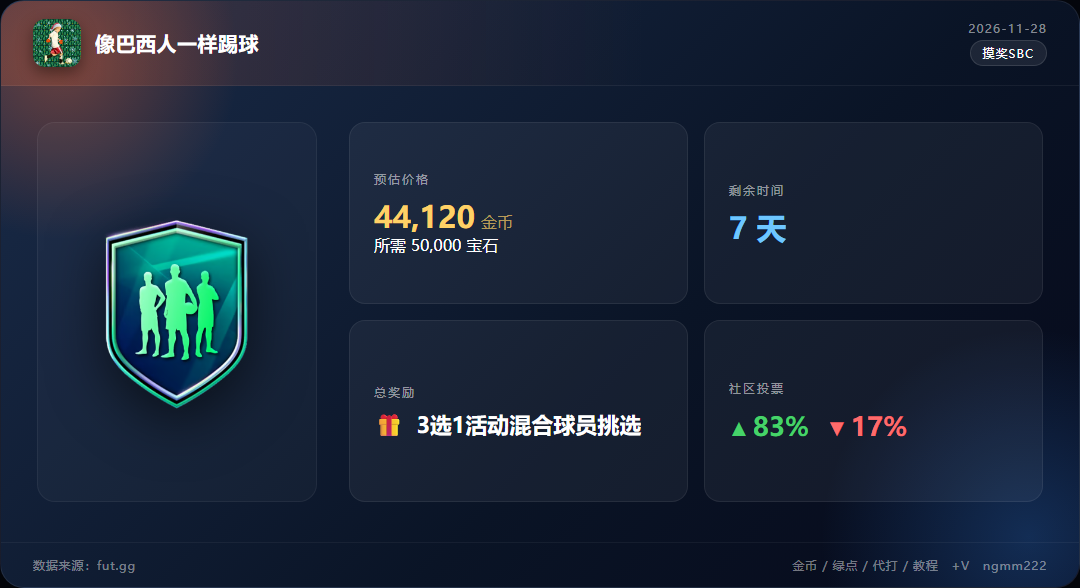 像巴西人一样踢球
2026-11-28
摸奖SBC
预估价格
44,120 金币
所需 50,000 宝石
剩余时间
7 天
总奖励
3选1活动混合球员挑选
社区投票
▲83% ▼17%
数据来源：fut.gg
金币 / 绿点 / 代打 / 教程 +V ngmm222